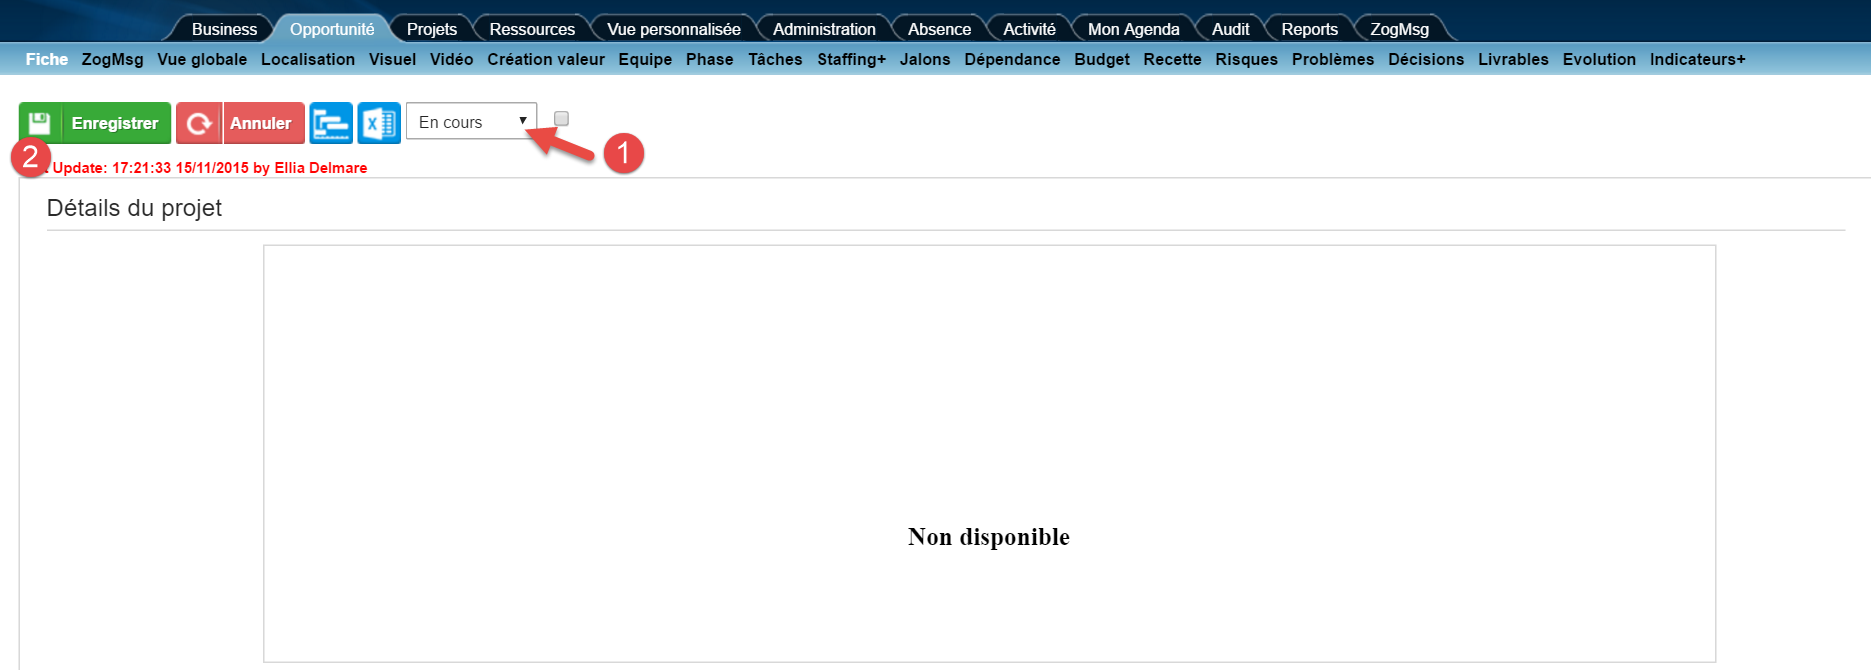 Business Opportunité Projets Ressources Vue personnalisée Administration Absence Activité Mon Agenda Audit Reports ZogMsg
Fiche ZogMsg Vue globale Localisation Visuel Vidéo Création valeur Equipe Phase Tâches Staffing+ Jalons Dépendance Budget Recette Risques Problèmes Décisions Livrables Evolution Indicateurs+
Enregistrer Annuler X En cours
1
2 Update: 17:21:33 15/11/2015 by Ellia Delmare
Détails du projet
Non disponible